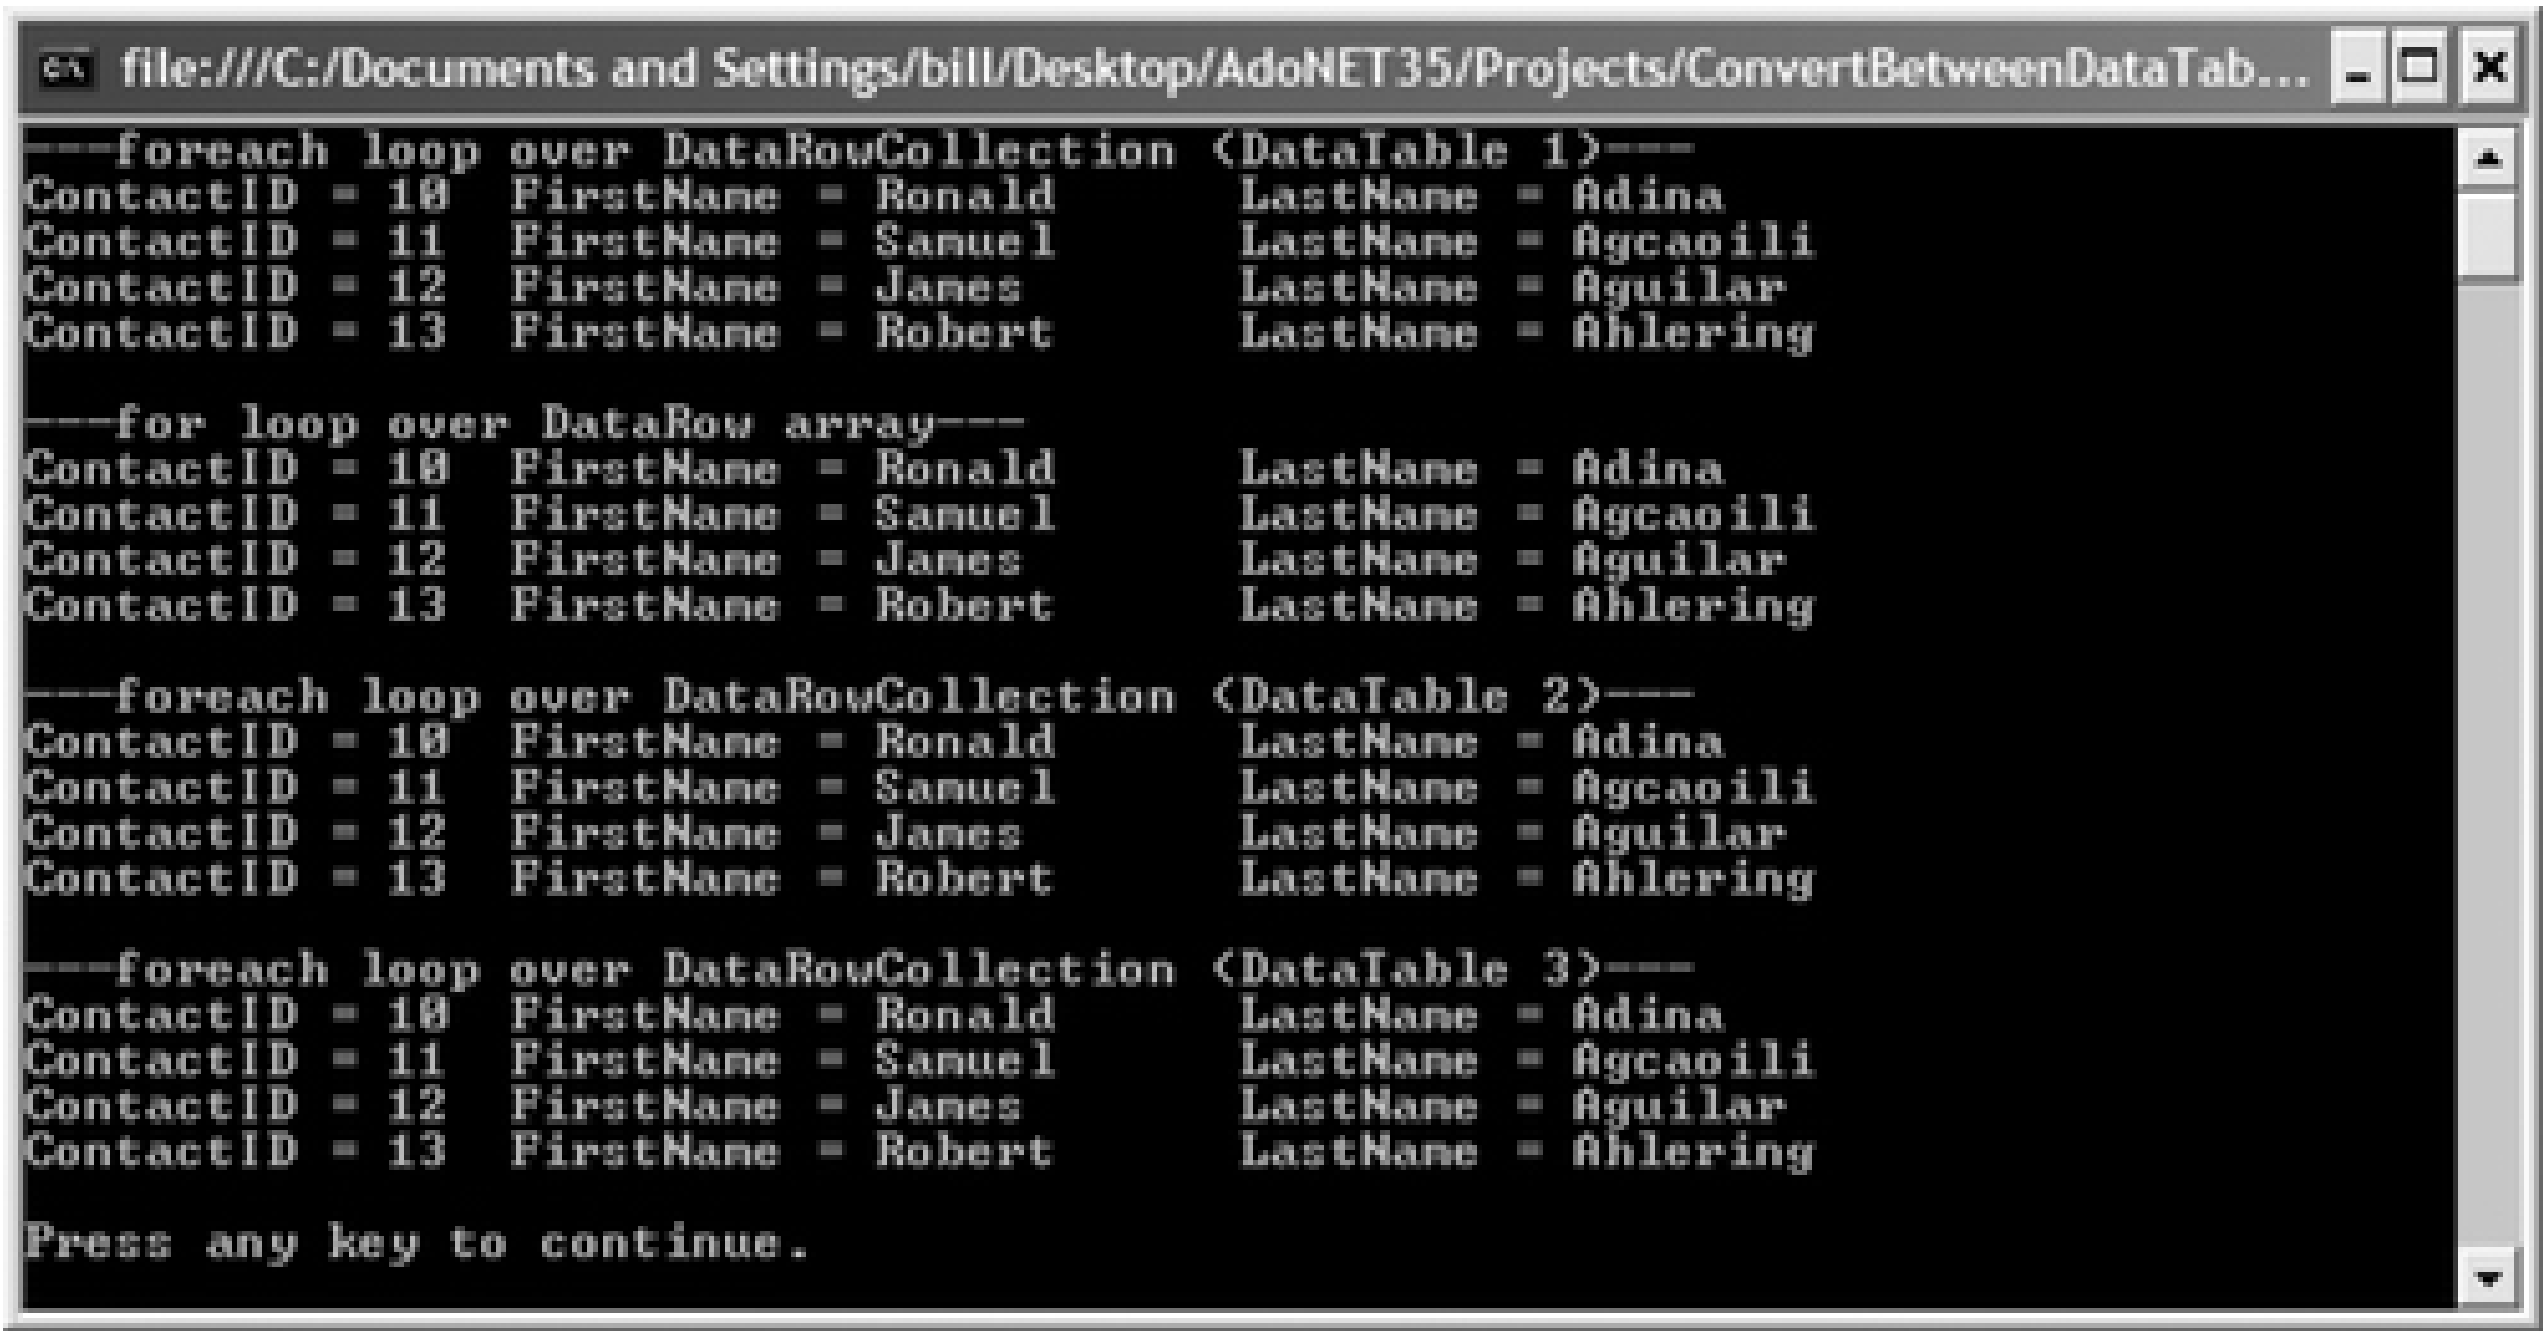 file:///C:/Documents and Settings/bill/Desktop/AdoNET35/Projects/ConvertBetweenDataTab...
---foreach loop over DataRowCollection (DataTable 1)---
ContactID = 10  FirstName = Ronald      LastName = Adina
ContactID = 11  FirstName = Samuel      LastName = Agcaoili
ContactID = 12  FirstName = James       LastName = Aguilar
ContactID = 13  FirstName = Robert      LastName = Ahlering
---for loop over DataRow array---
ContactID = 10  FirstName = Ronald      LastName = Adina
ContactID = 11  FirstName = Samuel      LastName = Agcaoili
ContactID = 12  FirstName = James       LastName = Aguilar
ContactID = 13  FirstName = Robert      LastName = Ahlering
---foreach loop over DataRowCollection (DataTable 2)---
ContactID = 10  FirstName = Ronald      LastName = Adina
ContactID = 11  FirstName = Samuel      LastName = Agcaoili
ContactID = 12  FirstName = James       LastName = Aguilar
ContactID = 13  FirstName = Robert      LastName = Ahlering
---foreach loop over DataRowCollection (DataTable 3)---
ContactID = 10  FirstName = Ronald      LastName = Adina
ContactID = 11  FirstName = Samuel      LastName = Agcaoili
ContactID = 12  FirstName = James       LastName = Aguilar
ContactID = 13  FirstName = Robert      LastName = Ahlering
Press any key to continue.